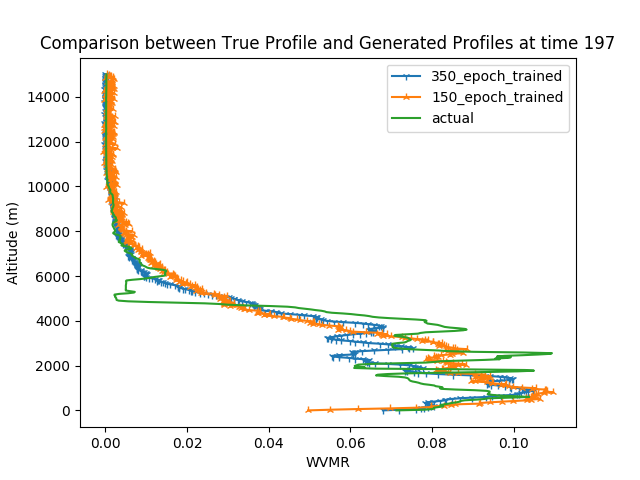 Comparison between True Profile and Generated Profiles at time 197
350_epoch_trained
150_epoch_trained
actual
14000
12000
10000
8000
6000
4000
2000
0
Altitude (m)
0.00 0.02 0.04 0.06 0.08 0.10
WVMR